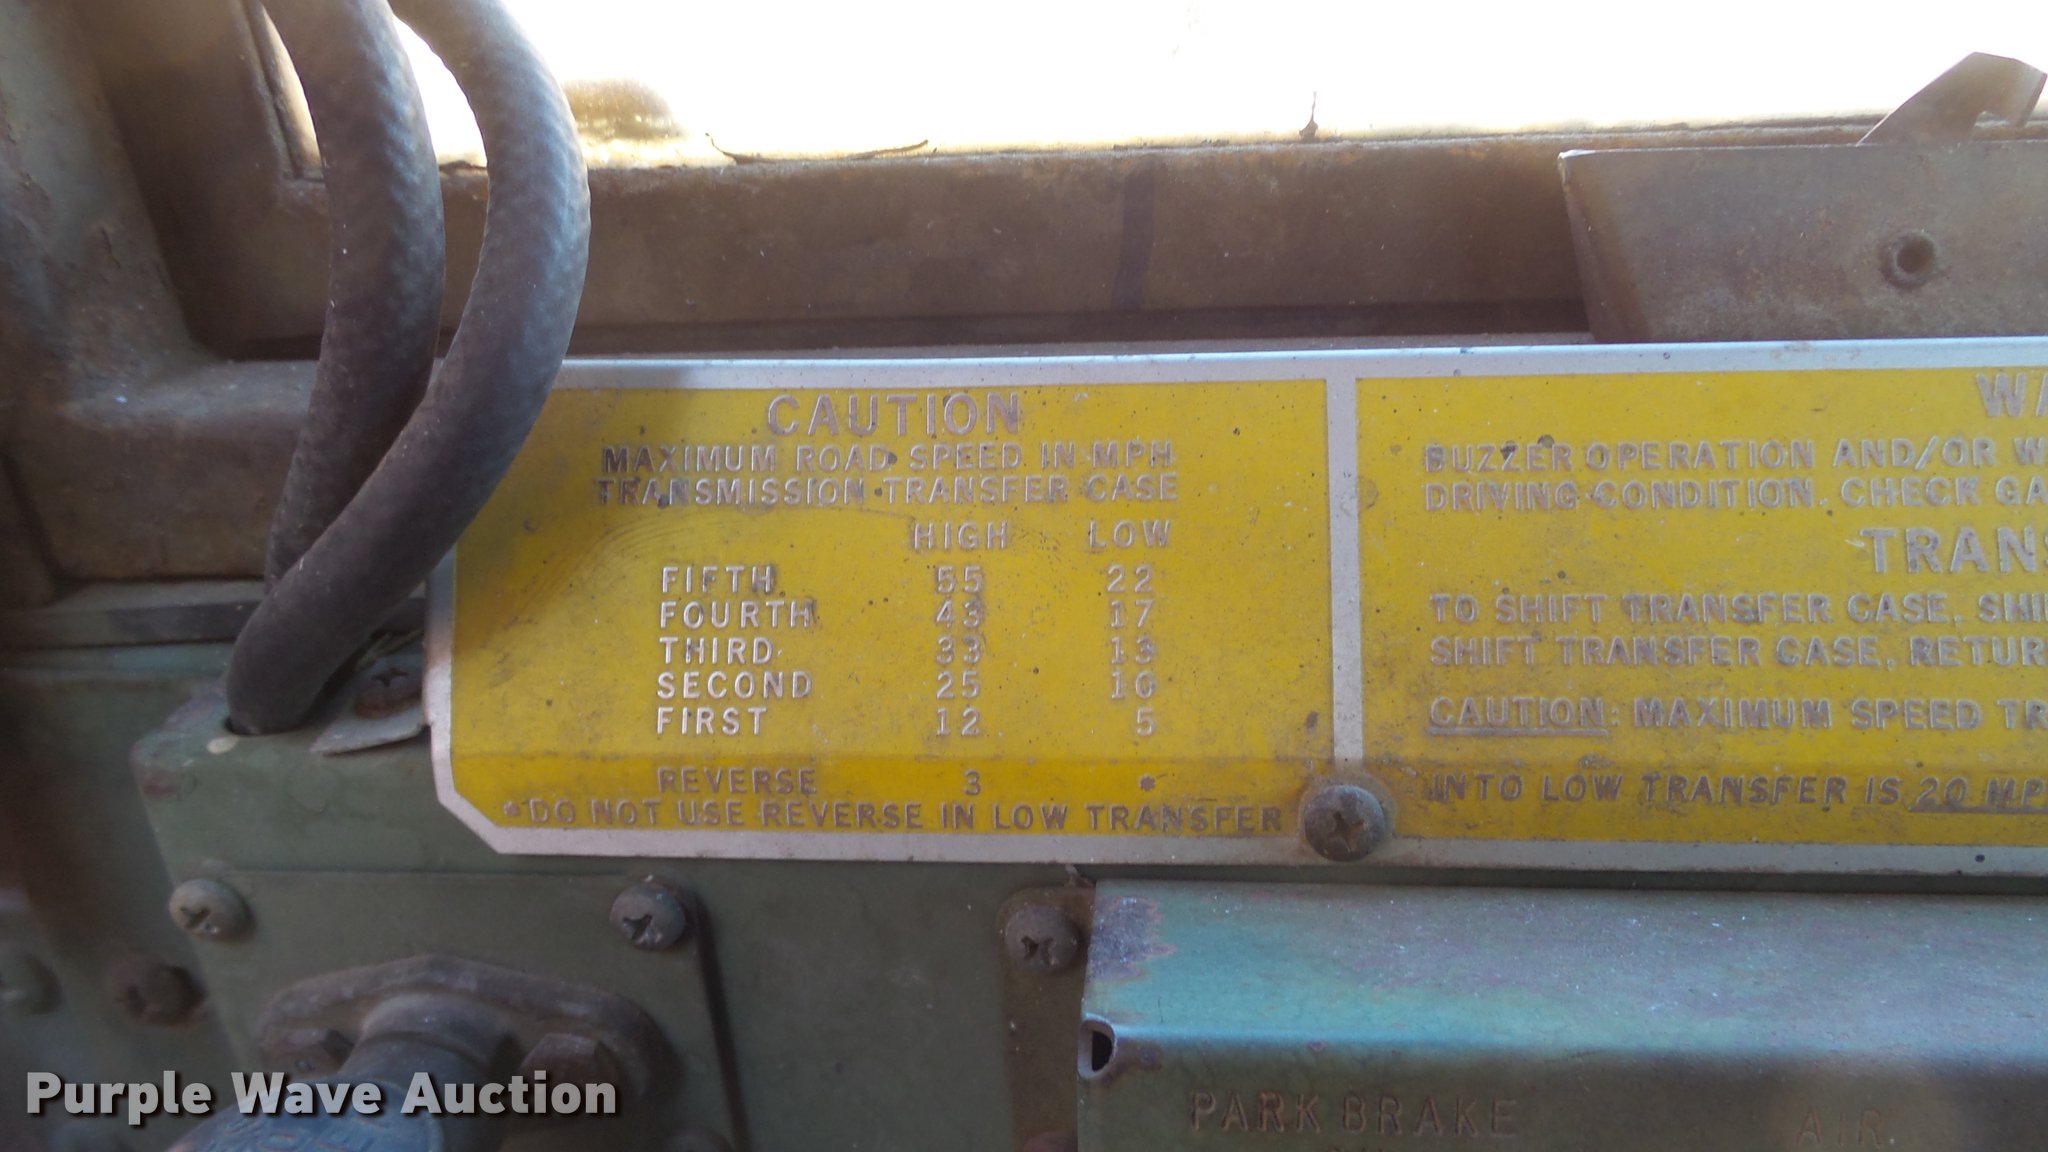 CAUTION
MAXIMUM ROAD SPEED IN MPH
TRANSMISSION TRANSFER CASE
HIGH LOW
FIFTH 55 22
FOURTH 43 17
THIRD 33 13
SECOND 25 10
FIRST 12 5
REVERSE 3 *
*DO NOT USE REVERSE IN LOW TRANSFER
BUZZER OPERATION AND/OR
DRIVING CONDITION. CHECK
TO SHIFT TRANSFER CASE,
SHIFT TRANSFER CASE,
CAUTION: MAXIMUM SPEED
INTO LOW TRANSFER IS 20 MPH
PARK BRAKE AIR
Purple Wave Auction